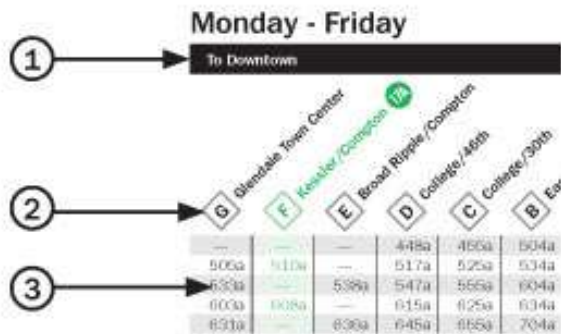 Monday - Friday
1
To Downtown
Glendale Town Center
Kessler/Compton 17A
Broad Ripple/Compton
College/46th
College/30th
2
G F E D C B
--- --- --- 448a 455a 504a
505a 510a --- 517a 525a 534a
3
533a --- 538a 547a 555a 604a
603a 608a --- 615a 625a 634a
631a --- 636a 645a 655a 704a